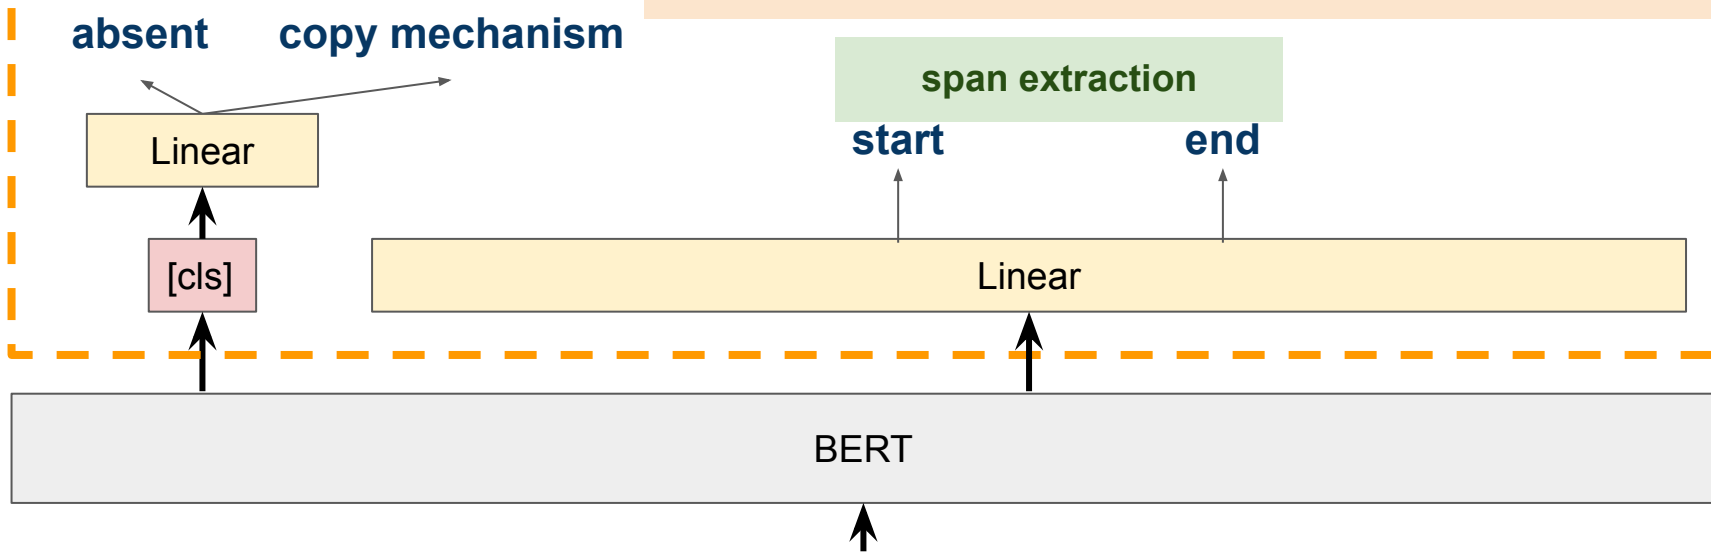 absent
copy mechanism
span extraction
start
end
Linear
[cls]
Linear
BERT